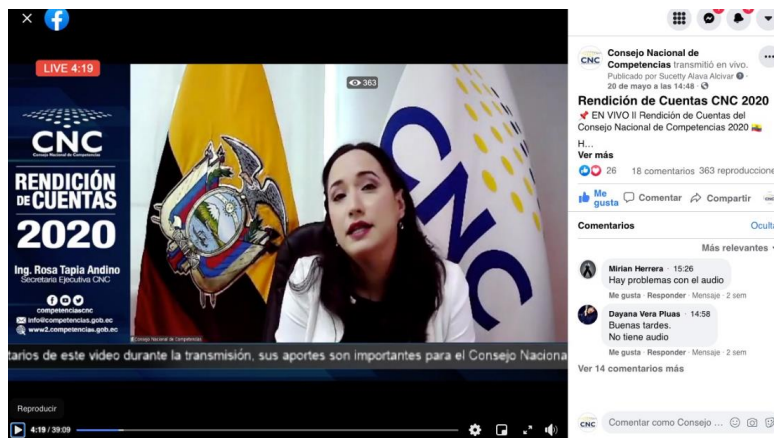 LIVE 4:19
363
CNC
Consejo Nacional de Competencias
RENDICIÓN
DE CUENTAS
2020
Ing. Rosa Tapia Andino
Secretaria Ejecutiva CNC
competenciascnc
info@competencias.gob.ec
www2.competencias.gob.ec
CNC
Consejo Nacional de Competencias
tarios de este video durante la transmisión, sus aportes son importantes para el Consejo Naciona
Reproducir
4:19 / 39:09
CNC
Consejo Nacional de
Competencias transmitió en vivo.
Publicado por Sucetty Alava Alcivar
20 de mayo a las 14:48
Rendición de Cuentas CNC 2020
EN VIVO II Rendición de Cuentas del
Consejo Nacional de Competencias 2020
H...
Ver más
26 18 comentarios 363 reproduccione
Me gusta Comentar Compartir
Comentarios Oculta
Más relevantes
Mirian Herrera · 15:26
Hay problemas con el audio
Me gusta · Responder · Mensaje · 2 sem
Dayana Vera Pluas · 14:58
Buenas tardes.
No tiene audio
Me gusta · Responder · Mensaje · 2 sem
Ver 14 comentarios más
CNC
Comentar como Consejo ...